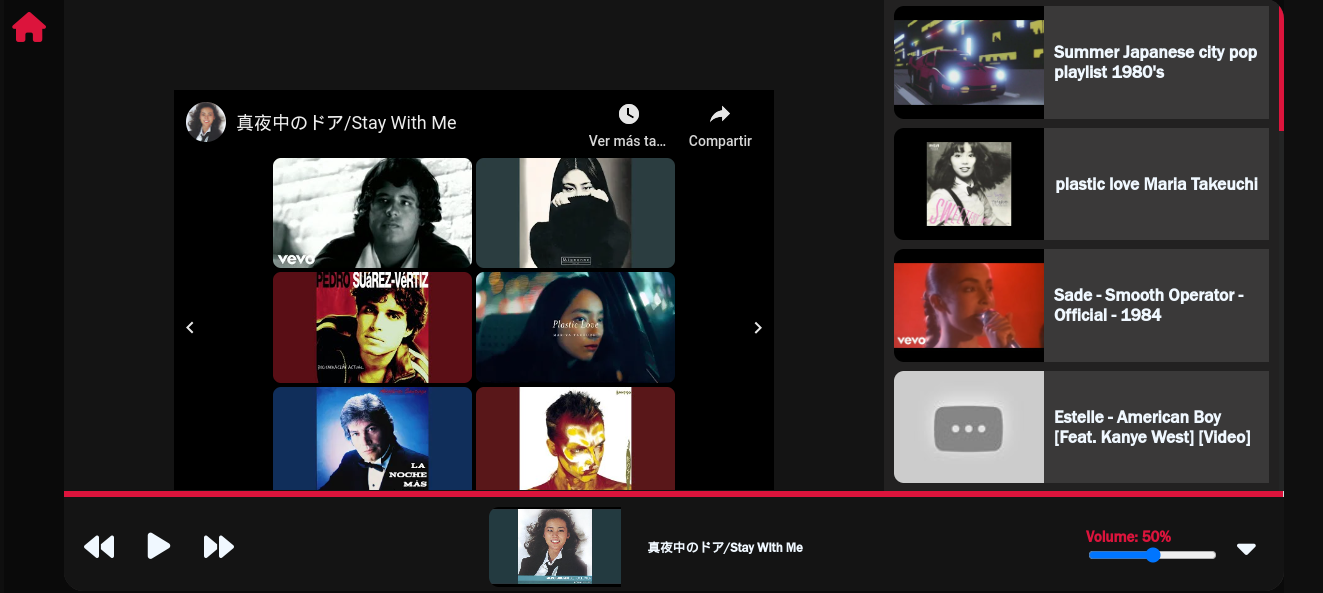 真夜中のドア/Stay With Me
Ver más ta...
Compartir
vevo
PEDRO SUáREZ-VéRTIZ
Plastic Love
LA
NOCHE
MÁS
Summer Japanese city pop
playlist 1980's
plastic love Maria Takeuchi
Sade - Smooth Operator -
Official - 1984
vevo
Estelle - American Boy
[Feat. Kanye West] [Video]
真夜中のドア/Stay With Me
Volume: 50%